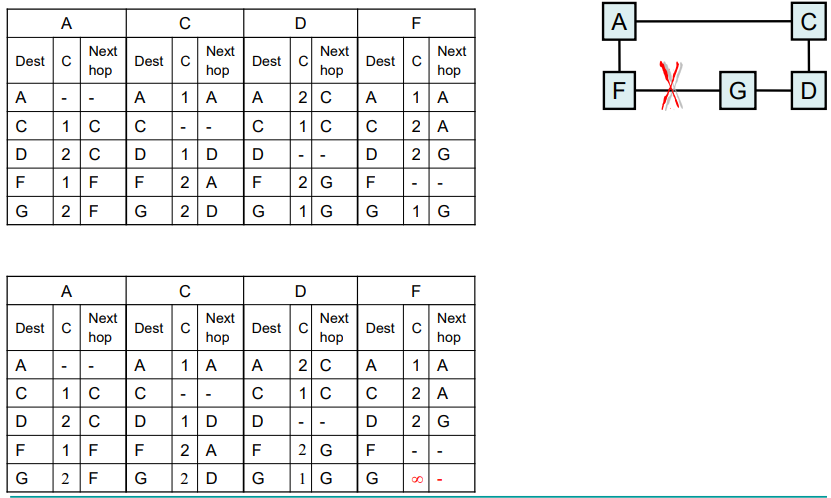 A C D F
Dest C Next hop Dest C Next hop Dest C Next hop Dest C Next hop
A - - A 1 A A 2 C A 1 A
C 1 C C - - C 1 C C 2 A
D 2 C D 1 D D - - D 2 G
F 1 F F 2 A F 2 G F - -
G 2 F G 2 D G 1 G G 1 G
A C
F G D
A C D F
Dest C Next hop Dest C Next hop Dest C Next hop Dest C Next hop
A - - A 1 A A 2 C A 1 A
C 1 C C - - C 1 C C 2 A
D 2 C D 1 D D - - D 2 G
F 1 F F 2 A F 2 G F - -
G 2 F G 2 D G 1 G G ∞ -